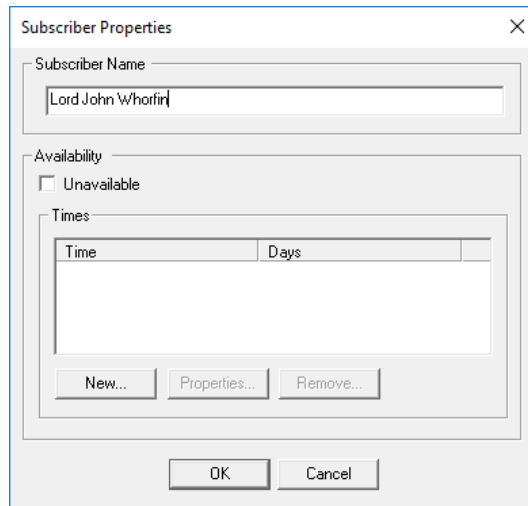 Subscriber Properties
Subscriber Name
Lord John Whorfin
Availability
Unavailable
Times
Time Days
New... Properties... Remove...
OK Cancel